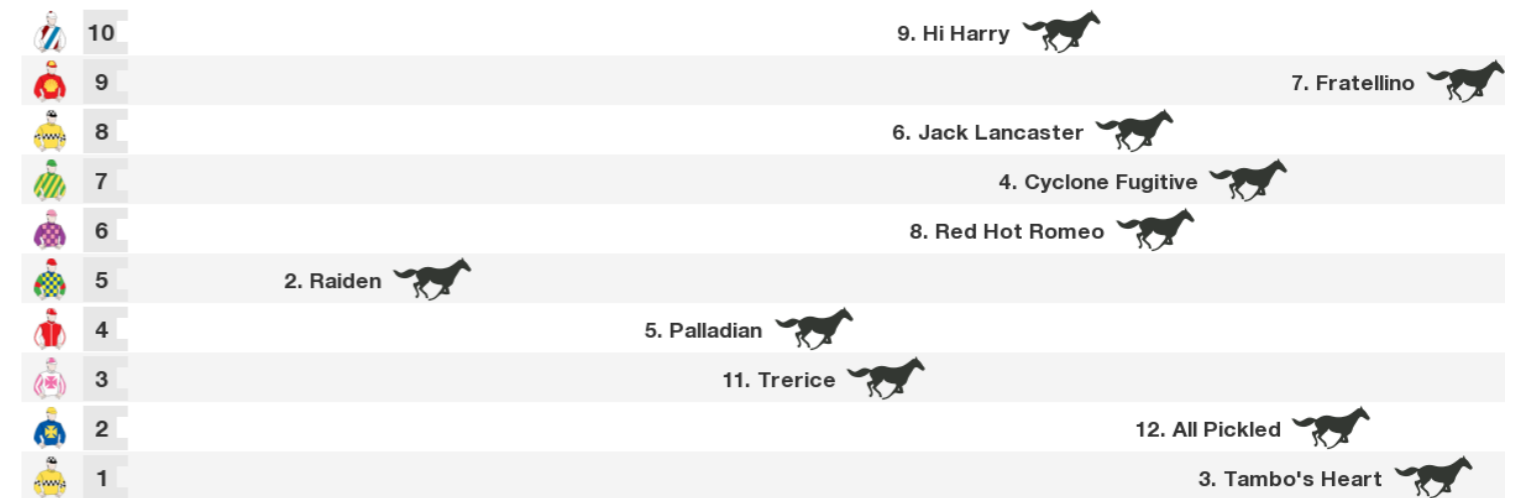 10 9. Hi Harry
9 7. Fratellino
8 6. Jack Lancaster
7 4. Cyclone Fugitive
6 8. Red Hot Romeo
5 2. Raiden
4 5. Palladian
3 11. Trerice
2 12. All Pickled
1 3. Tambo's Heart